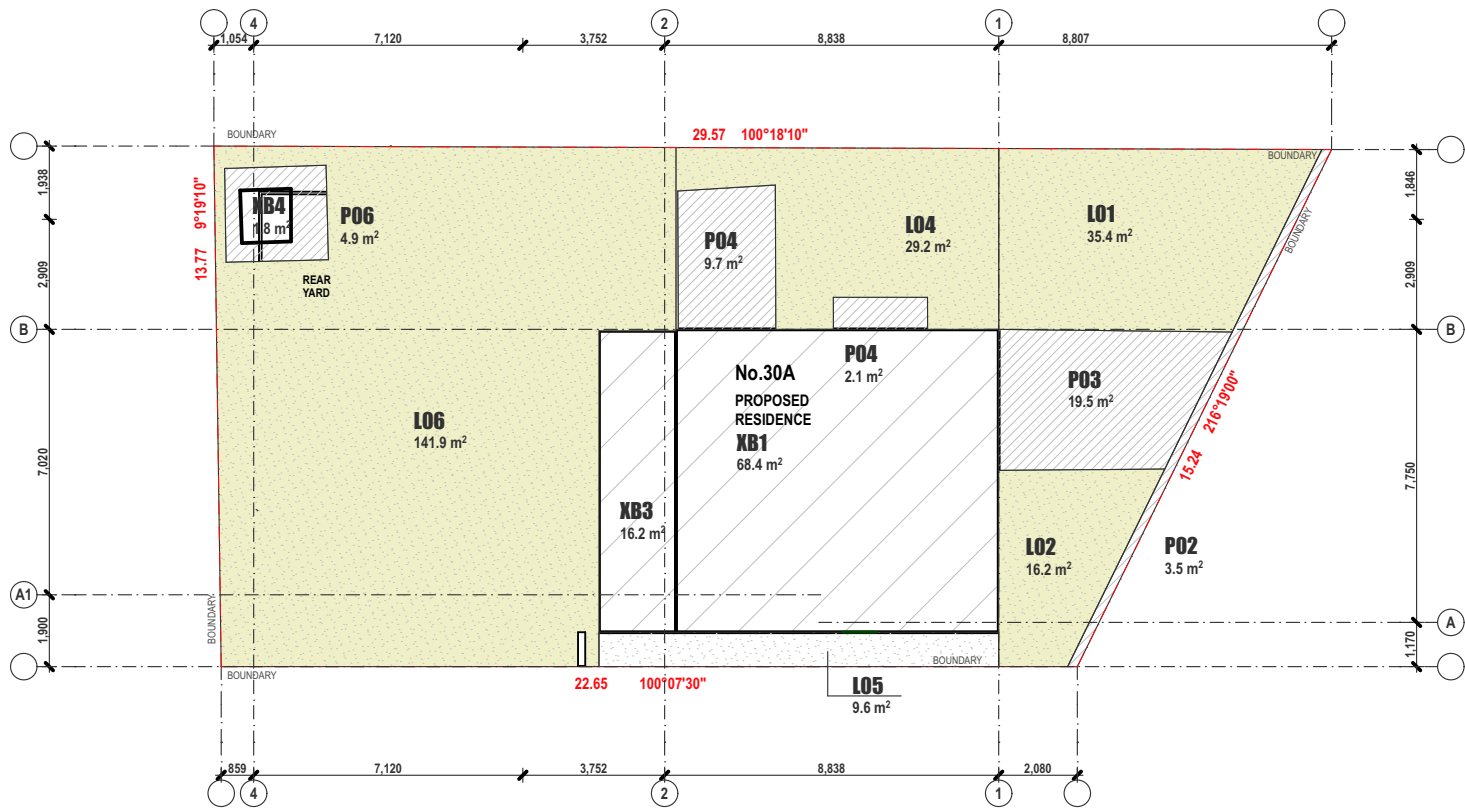 4
2
1
1,054
7,120
3,752
8,838
8,807
BOUNDARY
29.57 100°18'10"
BOUNDARY
1,938
2,909
7,020
1,900
1,846
2,909
7,750
1,170
9°19'10"
13.77
XB4
1.8 m²
P06
4.9 m²
REAR
YARD
P04
9.7 m²
L04
29.2 m²
L01
35.4 m²
BOUNDARY
B
B
No.30A
PROPOSED
RESIDENCE
XB1
68.4 m²
P04
2.1 m²
P03
19.5 m²
216°19'00"
15.24
L06
141.9 m²
XB3
16.2 m²
L02
16.2 m²
P02
3.5 m²
A1
A
BOUNDARY
BOUNDARY
BOUNDARY
22.65 100°07'30"
L05
9.6 m²
859
7,120
3,752
8,838
2,080
4
2
1